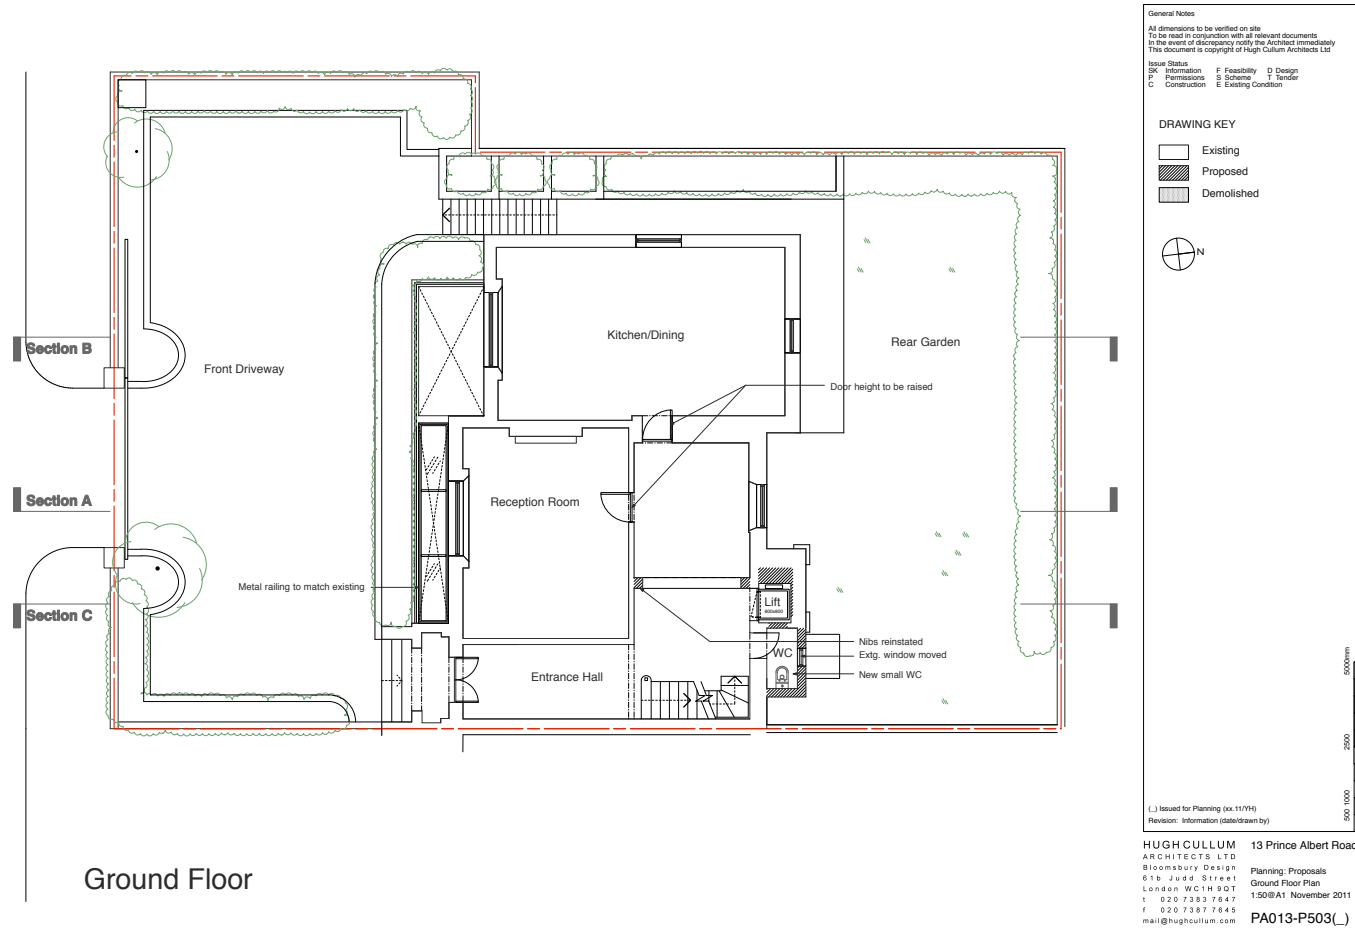 General Notes
All dimensions to be verified on site
To be read in conjunction with all relevant documents
In the event of discrepancy notify the Architect immediately
This document is copyright of Hugh Cullum Architects Ltd
Issue Status
SK Information F Feasibility D Design
P Permissions S Scheme T Tender
C Construction E Existing Condition
DRAWING KEY
Existing
Proposed
Demolished
N
Kitchen/Dining
Rear Garden
Section B
Front Driveway
Door height to be raised
Section A
Reception Room
Metal railing to match existing
Lift
600x800
Section C
Nibs reinstated
WC
Extg. window moved
Entrance Hall
New small WC
5000mm
2500
1000
500
(_) Issued for Planning (xx.11/YH)
Revision: Information (date/drawn by)
Ground Floor
HUGH CULLUM
ARCHITECTS LTD
Bloomsbury Design
61b Judd Street
London WC1H 9QT
t 020 7383 7647
f 020 7387 7645
mail@hughcullum.com
13 Prince Albert Road
Planning: Proposals
Ground Floor Plan
1:50@A1 November 2011
PA013-P503(_)